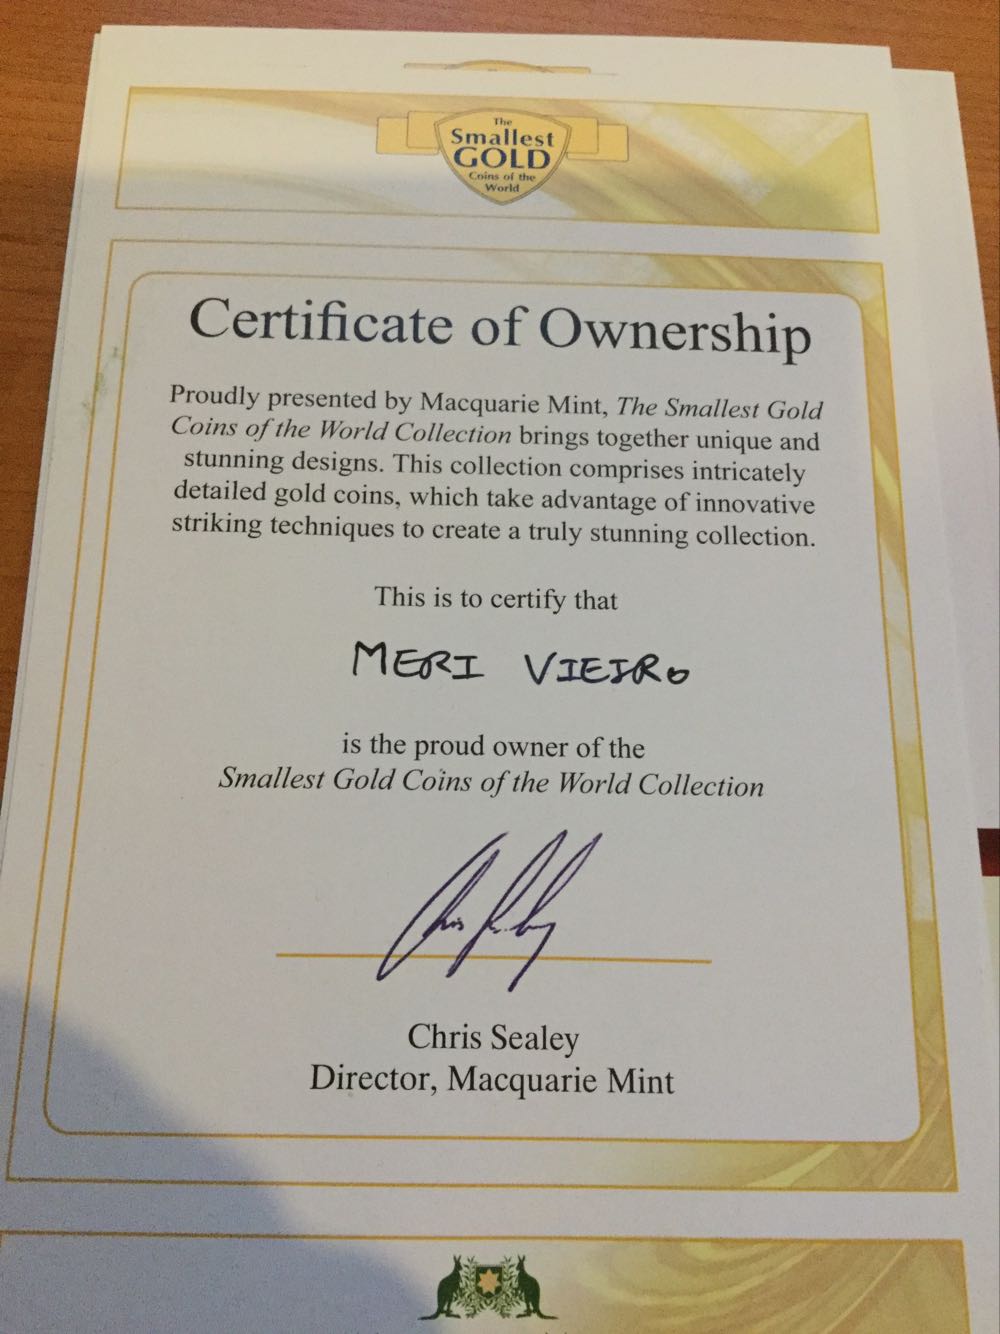 The
Smallest
GOLD
Coins of the
World
Certificate of Ownership
Proudly presented by Macquarie Mint, The Smallest Gold
Coins of the World Collection brings together unique and
stunning designs. This collection comprises intricately
detailed gold coins, which take advantage of innovative
striking techniques to create a truly stunning collection.
This is to certify that
MERI VIEIRO
is the proud owner of the
Smallest Gold Coins of the World Collection
Chris Sealey
Chris Sealey
Director, Macquarie Mint